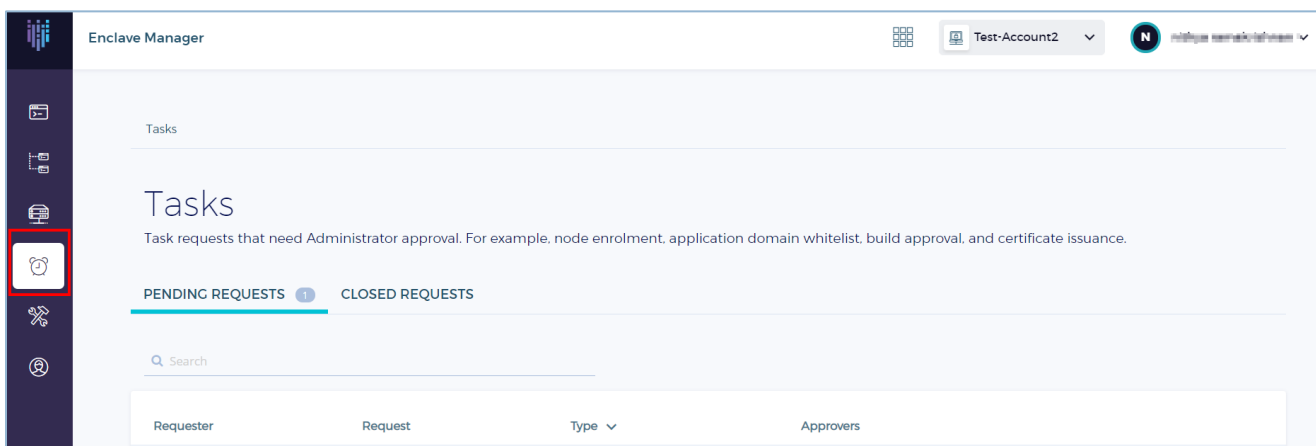 Enclave Manager
Test-Account2
N
Tasks
Tasks
Task requests that need Administrator approval. For example, node enrolment, application domain whitelist, build approval, and certificate issuance.
PENDING REQUESTS 1 CLOSED REQUESTS
Search
Requester Request Type Approvers